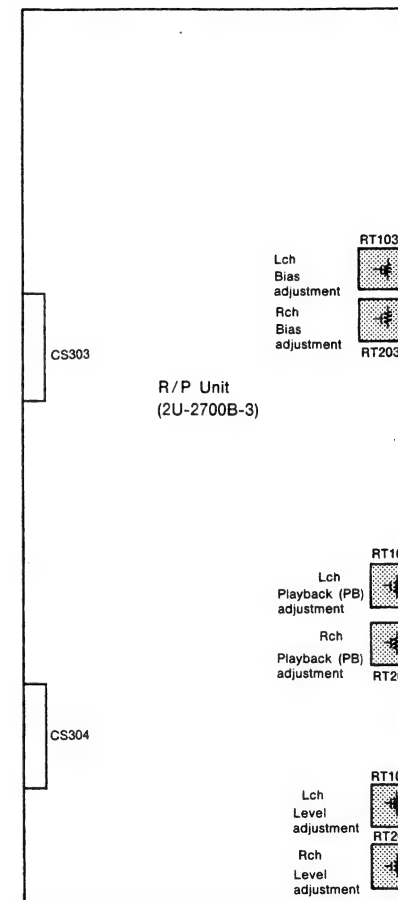 RT103
Lch
Bias
adjustment
Rch
Bias
adjustment
RT203
CS303
R/P Unit
(2U-2700B-3)
Lch
Playback (PB)
adjustment
Rch
Playback (PB)
adjustment
CS304
Lch
Level
adjustment
Rch
Level
adjustment